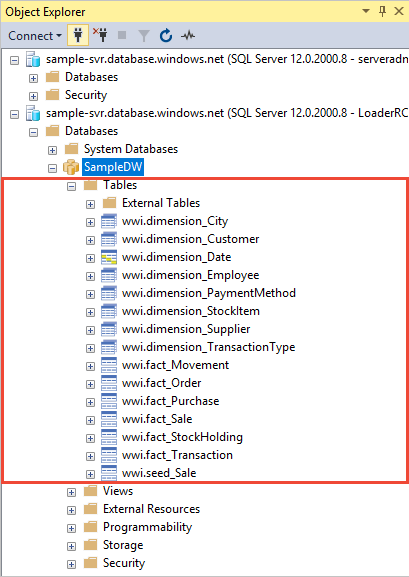 Object Explorer
Connect
sample-svr.database.windows.net (SQL Server 12.0.2000.8 - serveradn
Databases
Security
sample-svr.database.windows.net (SQL Server 12.0.2000.8 - LoaderRC
Databases
System Databases
SampleDW
Tables
External Tables
wwi.dimension_City
wwi.dimension_Customer
wwi.dimension_Date
wwi.dimension_Employee
wwi.dimension_PaymentMethod
wwi.dimension_StockItem
wwi.dimension_Supplier
wwi.dimension_TransactionType
wwi.fact_Movement
wwi.fact_Order
wwi.fact_Purchase
wwi.fact_Sale
wwi.fact_StockHolding
wwi.fact_Transaction
wwi.seed_Sale
Views
External Resources
Programmability
Storage
Security